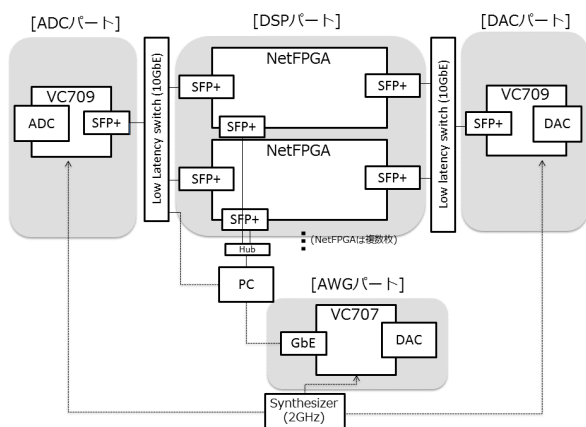 [ADCパート]
[DSPパート]
[DACパート]
VC709
ADC
SFP+
Low Latency switch (10GbE)
NetFPGA
SFP+
SFP+
SFP+
NetFPGA
SFP+
SFP+
SFP+
Low latency switch (10GbE)
VC709
SFP+
DAC
Hub
(NetFPGAは複数枚)
PC
[AWGパート]
VC707
GbE
DAC
Synthesizer
(2GHz)